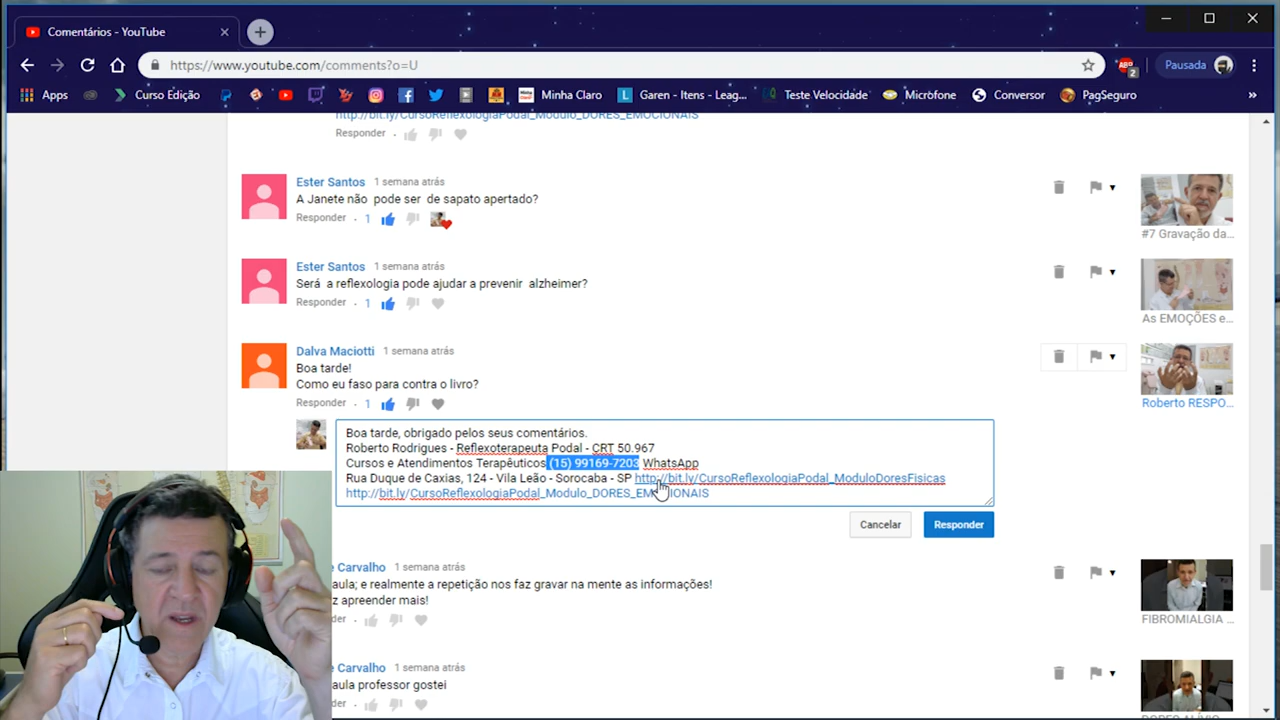 Comentários - YouTube
https://www.youtube.com/comments?o=U
ABP
2
Pausada
Apps
Curso Edição
Minha Claro
Garen - Itens - Leag...
Teste Velocidade
Microfone
Conversor
PagSeguro
»
http://bit.ly/CursoReflexologiaPodal_Modulo_DORES_EMOCIONAIS
Responder
Ester Santos 1 semana atrás
A Janete não pode ser de sapato apertado?
Responder 1
#7 Gravação da...
Ester Santos 1 semana atrás
Será a reflexologia pode ajudar a prevenir alzheimer?
Responder 1
As EMOÇÕES e...
Dalva Maciotti 1 semana atrás
Boa tarde!
Como eu faso para contra o livro?
Responder 1
Roberto RESPO...
Boa tarde, obrigado pelos seus comentários.
Roberto Rodrigues - Reflexoterapeuta Podal - CRT 50.967
Cursos e Atendimentos Terapêuticos (15) 99169-7203 WhatsApp
Rua Duque de Caxias, 124 - Vila Leão - Sorocaba - SP http://bit.ly/CursoReflexologiaPodal_ModuloDoresFisicas
http://bit.ly/CursoReflexologiaPodal_Modulo_DORES_EMOCIONAIS
Cancelar
Responder
e Carvalho 1 semana atrás
aula; e realmente a repetição nos faz gravar na mente as informações!
z apreender mais!
der
FIBROMIALGIA ...
e Carvalho 1 semana atrás
aula professor gostei
der